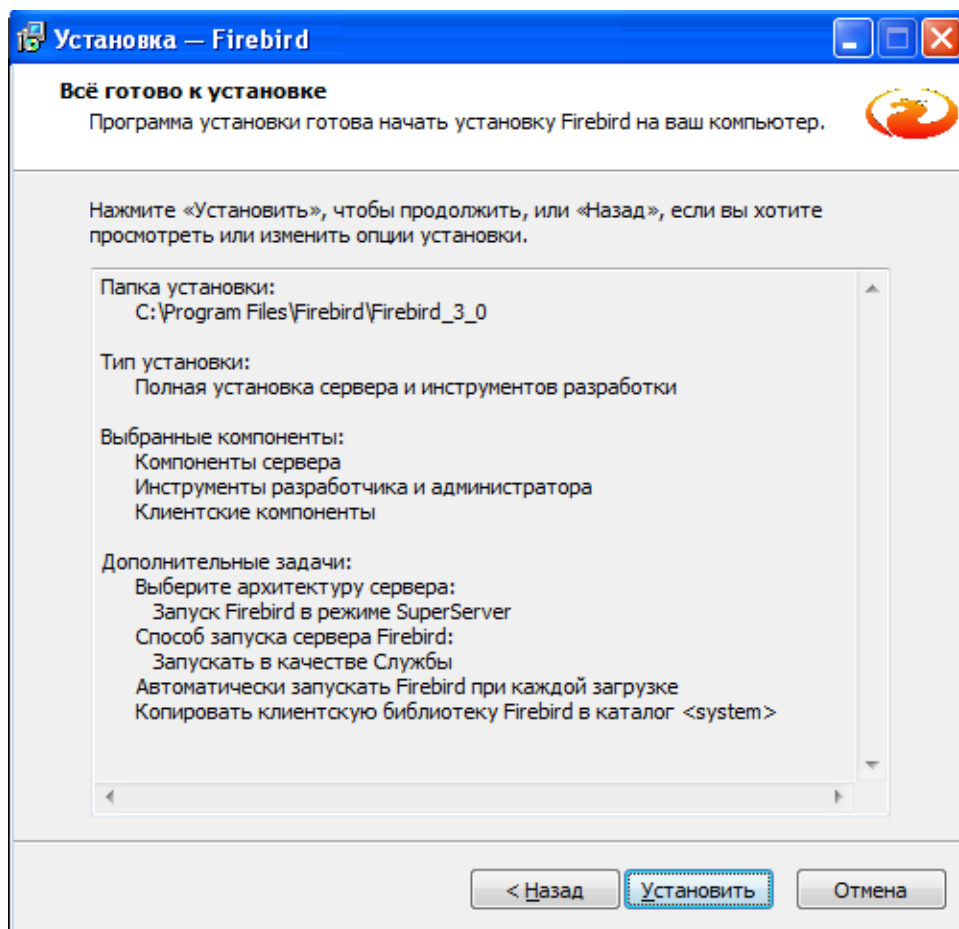 Установка — Firebird
Всё готово к установке
Программа установки готова начать установку Firebird на ваш компьютер.
Нажмите «Установить», чтобы продолжить, или «Назад», если вы хотите
просмотреть или изменить опции установки.
Папка установки:
C:\Program Files\Firebird\Firebird_3_0
Тип установки:
Полная установка сервера и инструментов разработки
Выбранные компоненты:
Компоненты сервера
Инструменты разработчика и администратора
Клиентские компоненты
Дополнительные задачи:
Выберите архитектуру сервера:
Запуск Firebird в режиме SuperServer
Способ запуска сервера Firebird:
Запускать в качестве Службы
Автоматически запускать Firebird при каждой загрузке
Копировать клиентскую библиотеку Firebird в каталог <system>
< Назад Установить Отмена